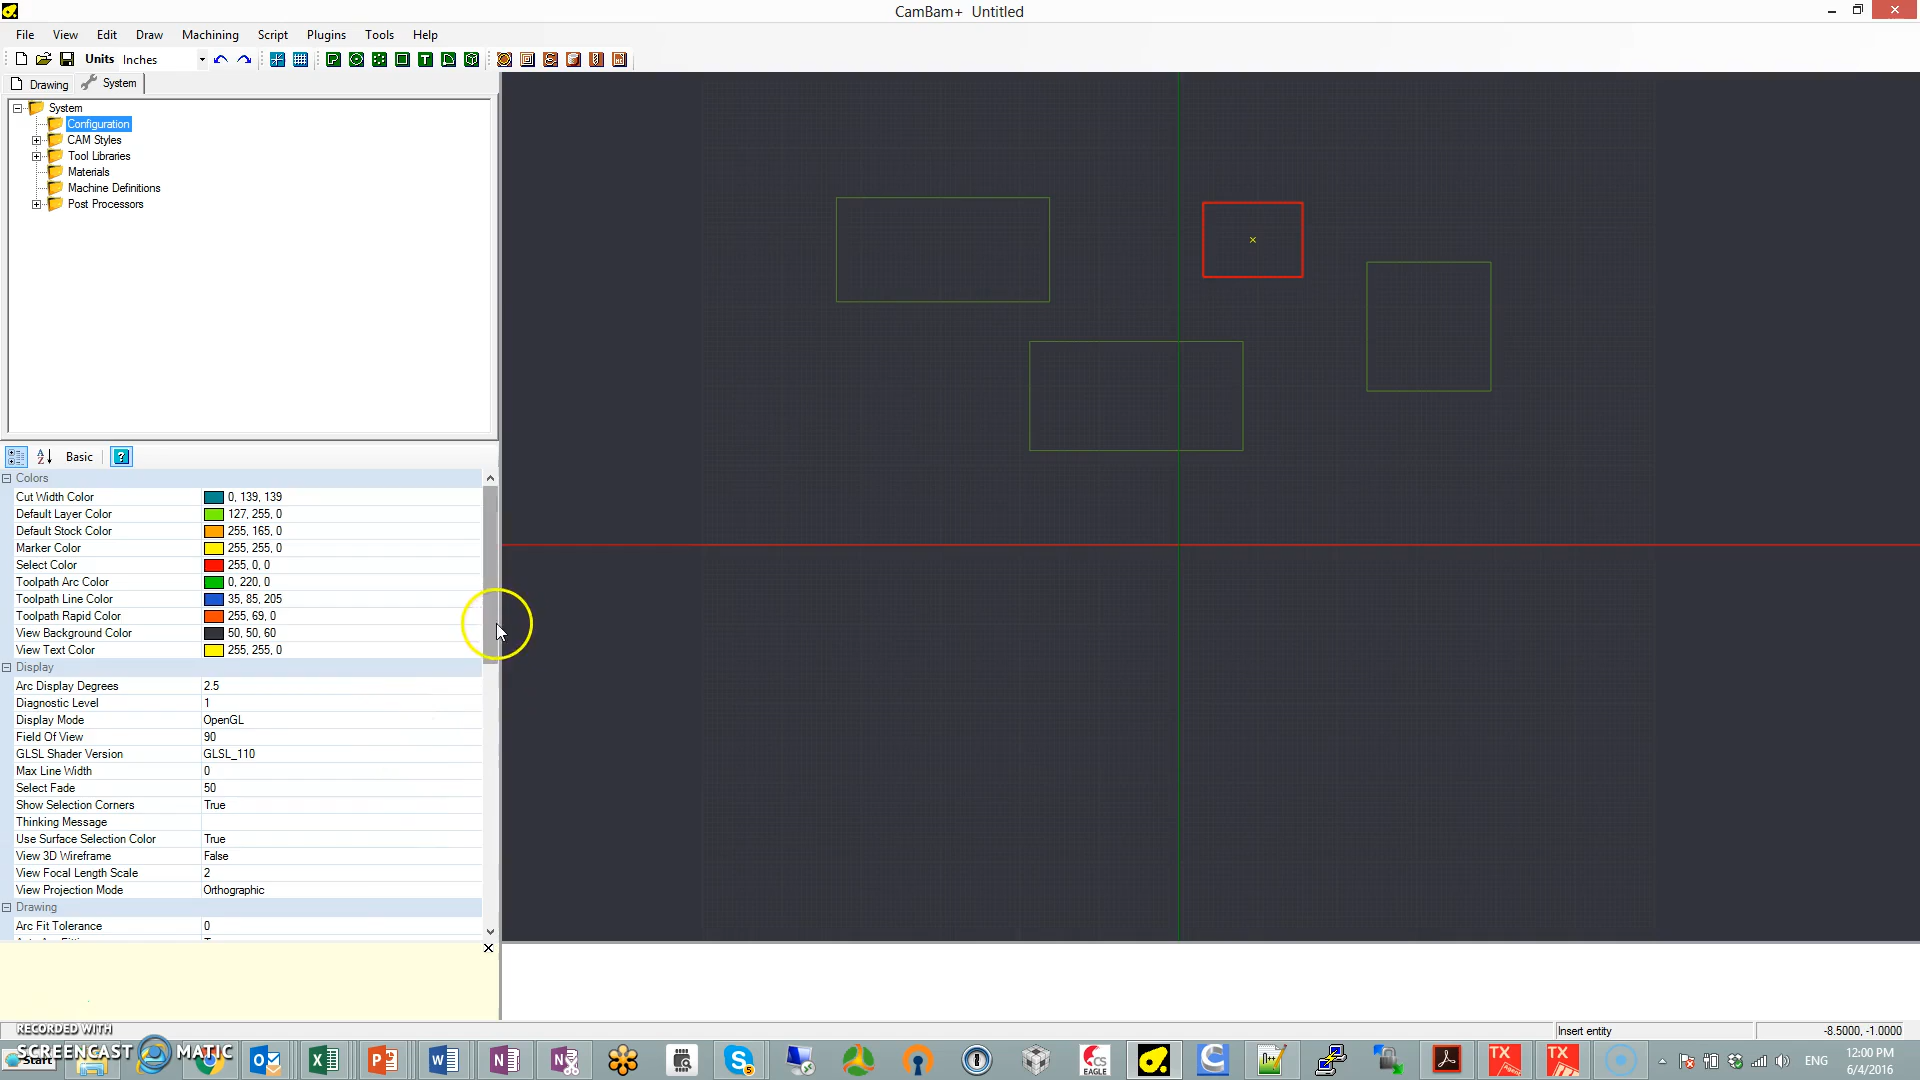 CamBam+ Untitled
File View Edit Draw Machining Script Plugins Tools Help
Units Inches
Drawing System
System
Configuration
CAM Styles
Tool Libraries
Materials
Machine Definitions
Post Processors
Basic
Colors
Cut Width Color 0, 139, 139
Default Layer Color 127, 255, 0
Default Stock Color 255, 165, 0
Marker Color 255, 255, 0
Select Color 255, 0, 0
Toolpath Arc Color 0, 220, 0
Toolpath Line Color 35, 85, 205
Toolpath Rapid Color 255, 69, 0
View Background Color 50, 50, 60
View Text Color 255, 255, 0
Display
Arc Display Degrees 2.5
Diagnostic Level 1
Display Mode OpenGL
Field Of View 90
GLSL Shader Version GLSL_110
Max Line Width 0
Select Fade 50
Show Selection Corners True
Thinking Message
Use Surface Selection Color True
View 3D Wireframe False
View Focal Length Scale 2
View Projection Mode Orthographic
Drawing
Arc Fit Tolerance 0
Insert entity -8.5000, -1.0000
RECORDED WITH
SCREENCAST MATIC
Start
CS
EAGLE
TX
TX
ENG
12:00 PM
6/4/2016